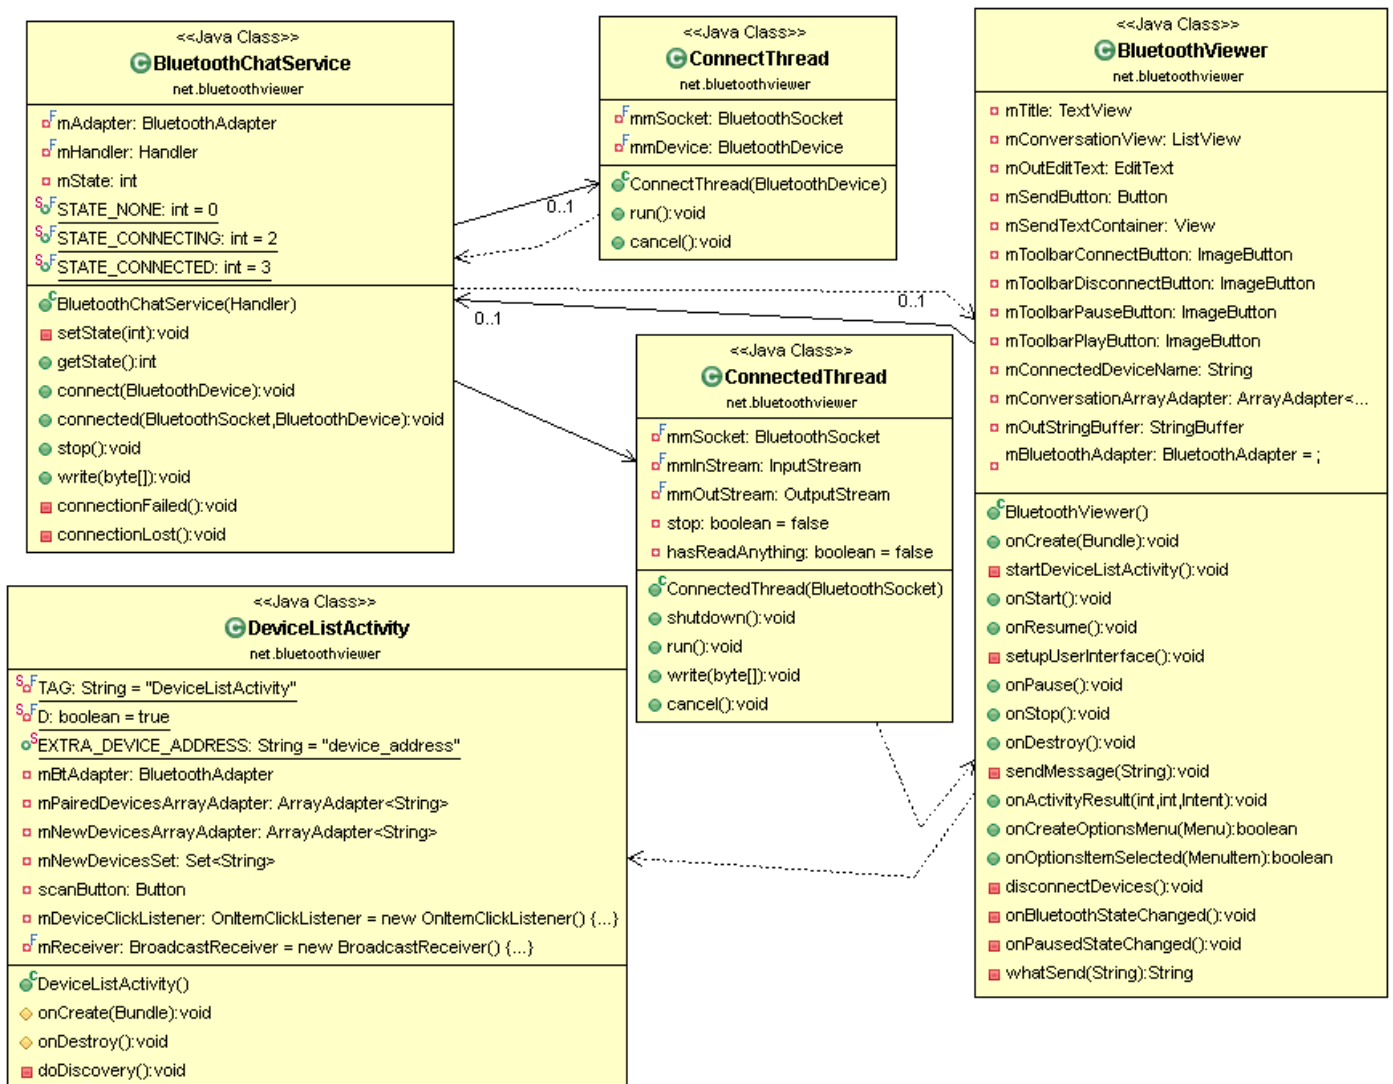 <<Java Class>>
BluetoothChatService
net.bluetoothviewer
mAdapter: BluetoothAdapter
mHandler: Handler
mState: int
STATE_NONE: int = 0
STATE_CONNECTING: int = 2
STATE_CONNECTED: int = 3
BluetoothChatService(Handler)
setState(int):void
getState():int
connect(BluetoothDevice):void
connected(BluetoothSocket,BluetoothDevice):void
stop():void
write(byte[]):void
connectionFailed():void
connectionLost():void
<<Java Class>>
ConnectThread
net.bluetoothviewer
mmSocket: BluetoothSocket
mmDevice: BluetoothDevice
ConnectThread(BluetoothDevice)
run():void
cancel():void
0..1
0..1
0..1
<<Java Class>>
BluetoothViewer
net.bluetoothviewer
mTitle: TextView
mConversationView: ListView
mOutEditText: EditText
mSendButton: Button
mSendTextContainer: View
mToolbarConnectButton: ImageButton
mToolbarDisconnectButton: ImageButton
mToolbarPauseButton: ImageButton
mToolbarPlayButton: ImageButton
mConnectedDeviceName: String
mConversationArrayAdapter: ArrayAdapter<...
mOutStringBuffer: StringBuffer
mBluetoothAdapter: BluetoothAdapter = ;
BluetoothViewer()
onCreate(Bundle):void
startDeviceListActivity():void
onStart():void
onResume():void
setupUserInterface():void
onPause():void
onStop():void
onDestroy():void
sendMessage(String):void
onActivityResult(int,int,Intent):void
onCreateOptionsMenu(Menu):boolean
onOptionsItemSelected(MenuItem):boolean
disconnectDevices():void
onBluetoothStateChanged():void
onPausedStateChanged():void
whatSend(String):String
<<Java Class>>
ConnectedThread
net.bluetoothviewer
mmSocket: BluetoothSocket
mmInStream: InputStream
mmOutStream: OutputStream
stop: boolean = false
hasReadAnything: boolean = false
ConnectedThread(BluetoothSocket)
shutdown():void
run():void
write(byte[]):void
cancel():void
<<Java Class>>
DeviceListActivity
net.bluetoothviewer
TAG: String = "DeviceListActivity"
D: boolean = true
EXTRA_DEVICE_ADDRESS: String = "device_address"
mBtAdapter: BluetoothAdapter
mPairedDevicesArrayAdapter: ArrayAdapter<String>
mNewDevicesArrayAdapter: ArrayAdapter<String>
mNewDevicesSet: Set<String>
scanButton: Button
mDeviceClickListener: OnItemClickListener = new OnItemClickListener() {...}
mReceiver: BroadcastReceiver = new BroadcastReceiver() {...}
DeviceListActivity()
onCreate(Bundle):void
onDestroy():void
doDiscovery():void